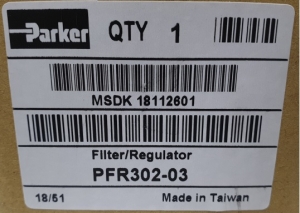 Parker QTY 1
MSDK 18112601
Filter/Regulator
PFR302-03
18/51 Made in Taiwan